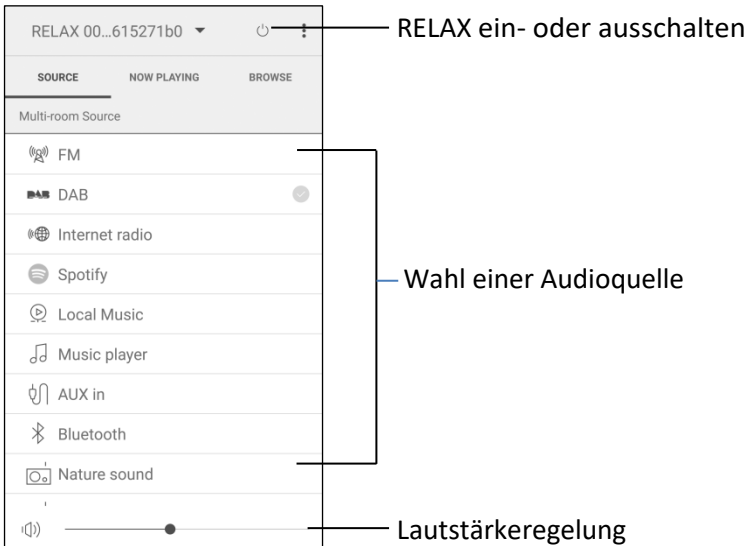 RELAX 00...615271b0
RELAX ein- oder ausschalten
SOURCE NOW PLAYING BROWSE
Multi-room Source
FM
DAB DAB
Internet radio
Spotify
Wahl einer Audioquelle
Local Music
Music player
AUX in
Bluetooth
Nature sound
Lautstärkeregelung